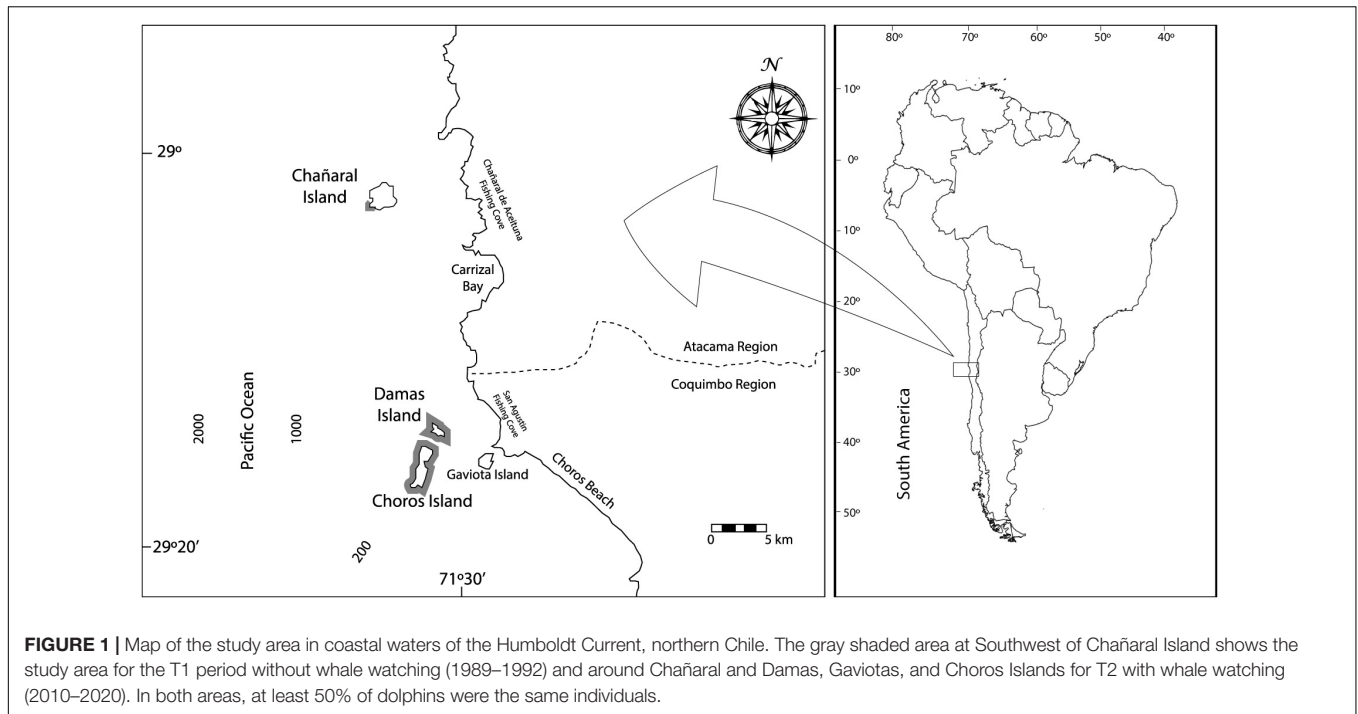 80º 70º 60º 50º 40º
N
10º
29º
Chañaral
Island
Chañaral de Aceituna
Fishing Cove
0º
10º
Carrizal
Bay
20º
Atacama Region
Coquimbo Region
30º
Damas
Island
San Agustin
Fishing Cove
2000
Pacific Ocean
1000
Gaviota Island
Choros Island
Choros Beach
South America
40º
50º
0 5 km
29º20’
200
71º30’
FIGURE 1 | Map of the study area in coastal waters of the Humboldt Current, northern Chile. The gray shaded area at Southwest of Chañaral Island shows the
study area for the T1 period without whale watching (1989–1992) and around Chañaral and Damas, Gaviotas, and Choros Islands for T2 with whale watching
(2010–2020). In both areas, at least 50% of dolphins were the same individuals.